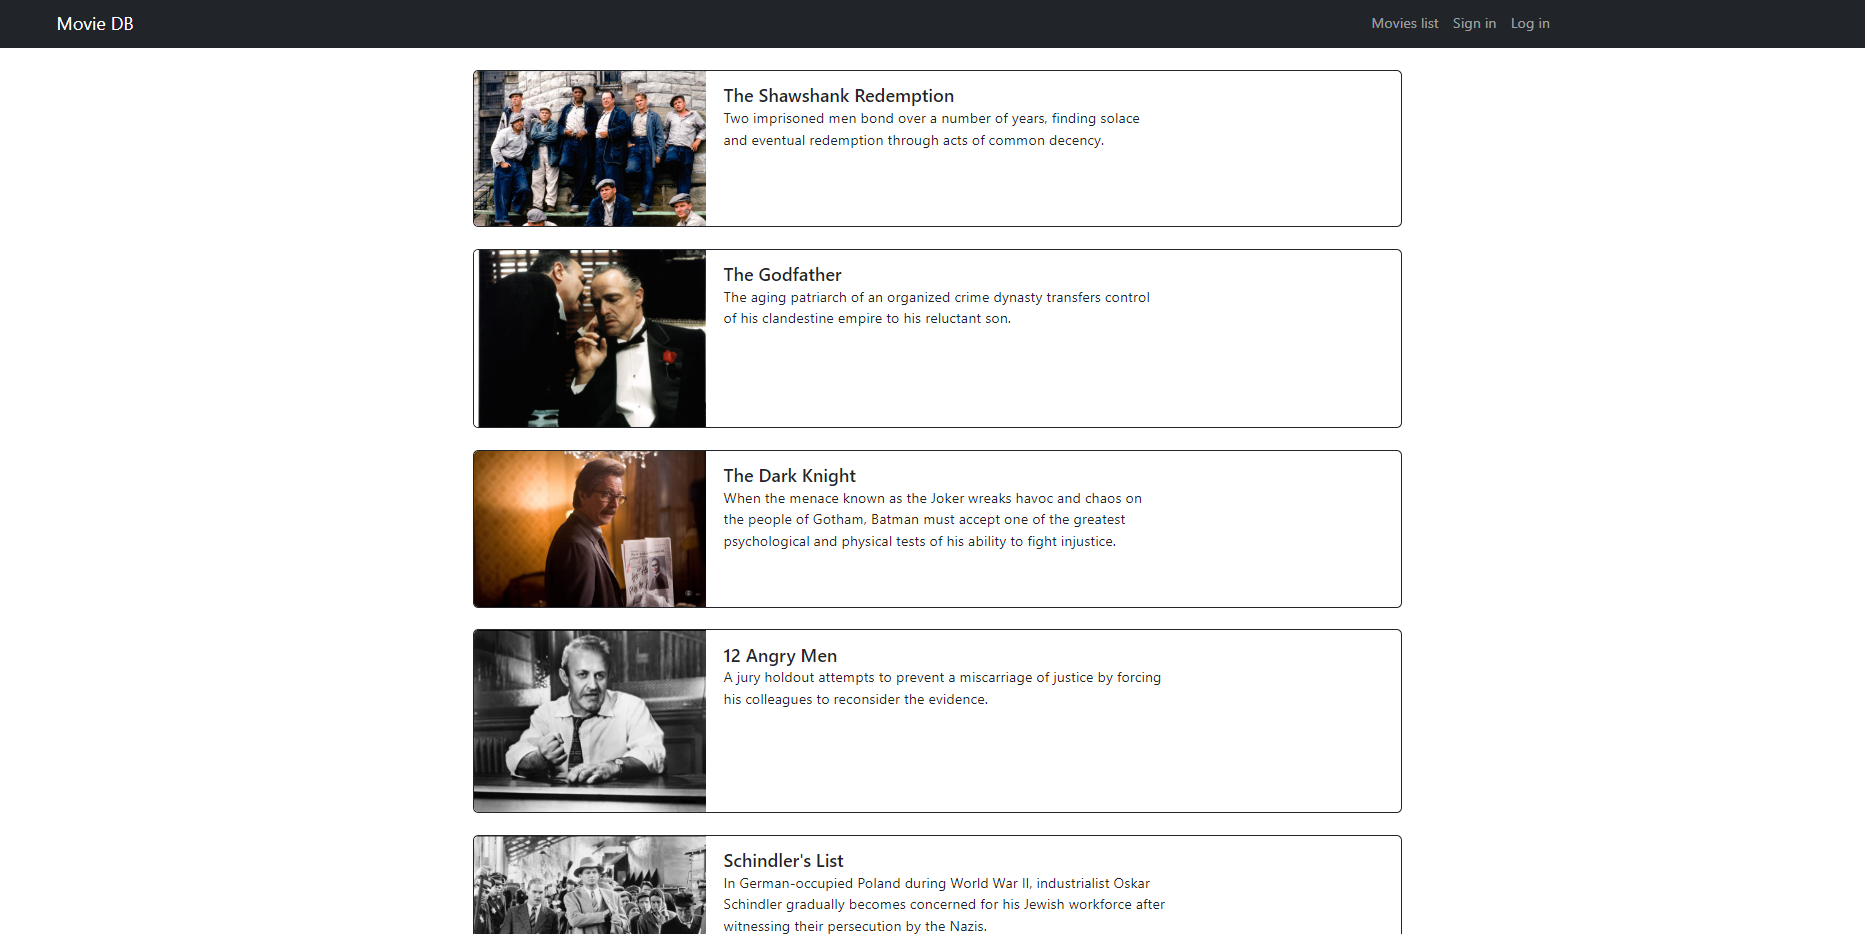 Movie DB
Movies list
Sign in
Log in
The Shawshank Redemption
Two imprisoned men bond over a number of years, finding solace
and eventual redemption through acts of common decency.
The Godfather
The aging patriarch of an organized crime dynasty transfers control
of his clandestine empire to his reluctant son.
The Dark Knight
When the menace known as the Joker wreaks havoc and chaos on
the people of Gotham, Batman must accept one of the greatest
psychological and physical tests of his ability to fight injustice.
12 Angry Men
A jury holdout attempts to prevent a miscarriage of justice by forcing
his colleagues to reconsider the evidence.
Schindler's List
In German-occupied Poland during World War II, industrialist Oskar
Schindler gradually becomes concerned for his Jewish workforce after
witnessing their persecution by the Nazis.